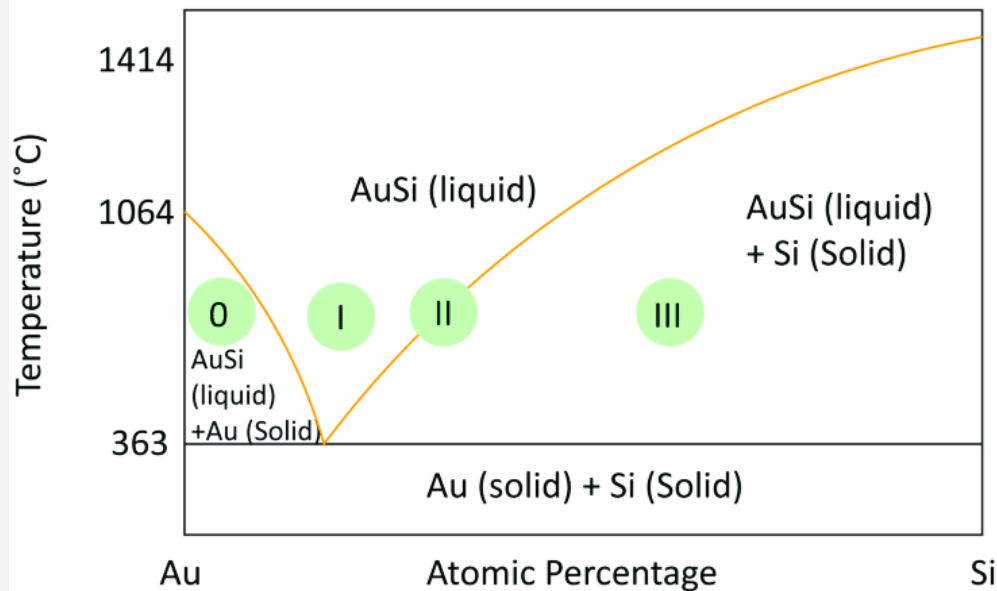 1414
AuSi (liquid)
AuSi (liquid)
+ Si (Solid)
1064
Temperature (˚C)
0
I
II
III
AuSi
(liquid)
+Au (Solid)
363
Au (solid) + Si (Solid)
Au
Atomic Percentage
Si